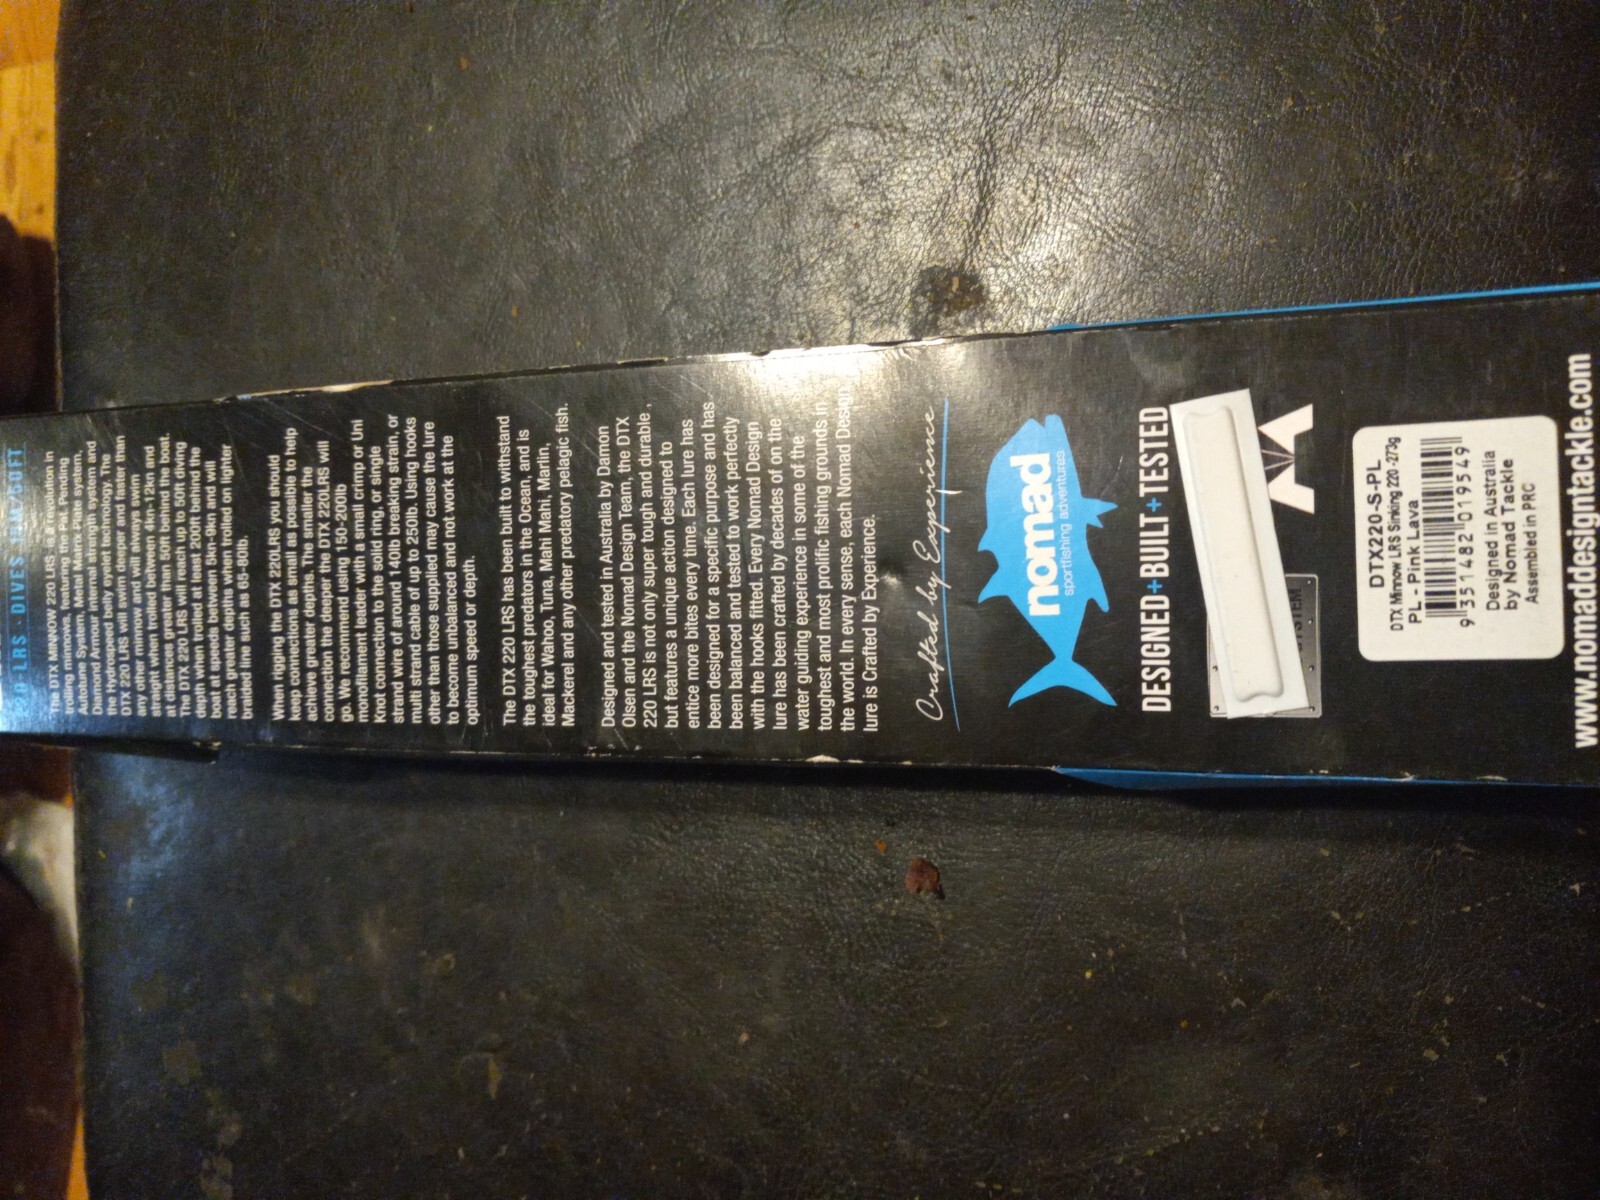 220 LRS - DIVES
The DTX MINNOW 220 LRS is a revolution in
trolling minnows, featuring the Pat. Pending
Autotune System, Metal Matrix Plate system,
Diamond Armor internal strength system and
the Hydrospeed belly eyelet technology. The
DTX 220 LRS will swim deeper and faster than
any other minnow and will always swim
straight when trolled between 4kn-12kn and
at distances greater than 50ft behind the boat.
The DTX 220 LRS will reach up to 50ft diving
depth when trolled at 200ft behind the
boat at speeds between 5kn-9kn and will
reach greater depths when trolled on lighter
braided line such as 65-80lb.
When rigging the DTX 220LRS you should
keep connections as small as possible to help
achieve greater depths. The smaller the
connection the deeper the DTX 220LRS will
go. We recommend using 150-200lb
monofilament leader with a small crimp or Uni
Knot connection to the solid ring, or single
strand wire of around 140lb breaking strain, or
multi strand cable of up to 250lb. Using hooks
other than those supplied may cause the lure
to become unbalanced and not work at the
optimum speed or depth.
The DTX 220 LRS has been built to withstand
the toughest predators in the Ocean, and is
ideal for Wahoo, Tuna, Mahi Mahi, Marlin,
Mackerel and any other predatory pelagic fish.
Designed and tested in Australia by Damon
Olsen and the Nomad Design Team, the DTX
220 LRS is not only super tough and durable ,
but features a unique action designed to
entice more bites every time. Each lure has
been designed for a specific purpose and has
been balanced and tested to work perfectly
with the hooks fitted. Every Nomad Design
lure has been crafted by decades of on the
water guiding experience in some of the
toughest and most prolific fishing grounds in
the world. In every sense, each Nomad Design
lure is Crafted by Experience.
Crafted by Experience
nomad
sportfishing adventures
DESIGNED+BUILT+TESTED
DTX220-S-PL
DTX Minnow LRS Sinking 220 -273g
PL - Pink Lava
9 351482 019549
Designed in Australia
by Nomad Tackle
Assembled in PRC
www.nomaddesigntackle.com